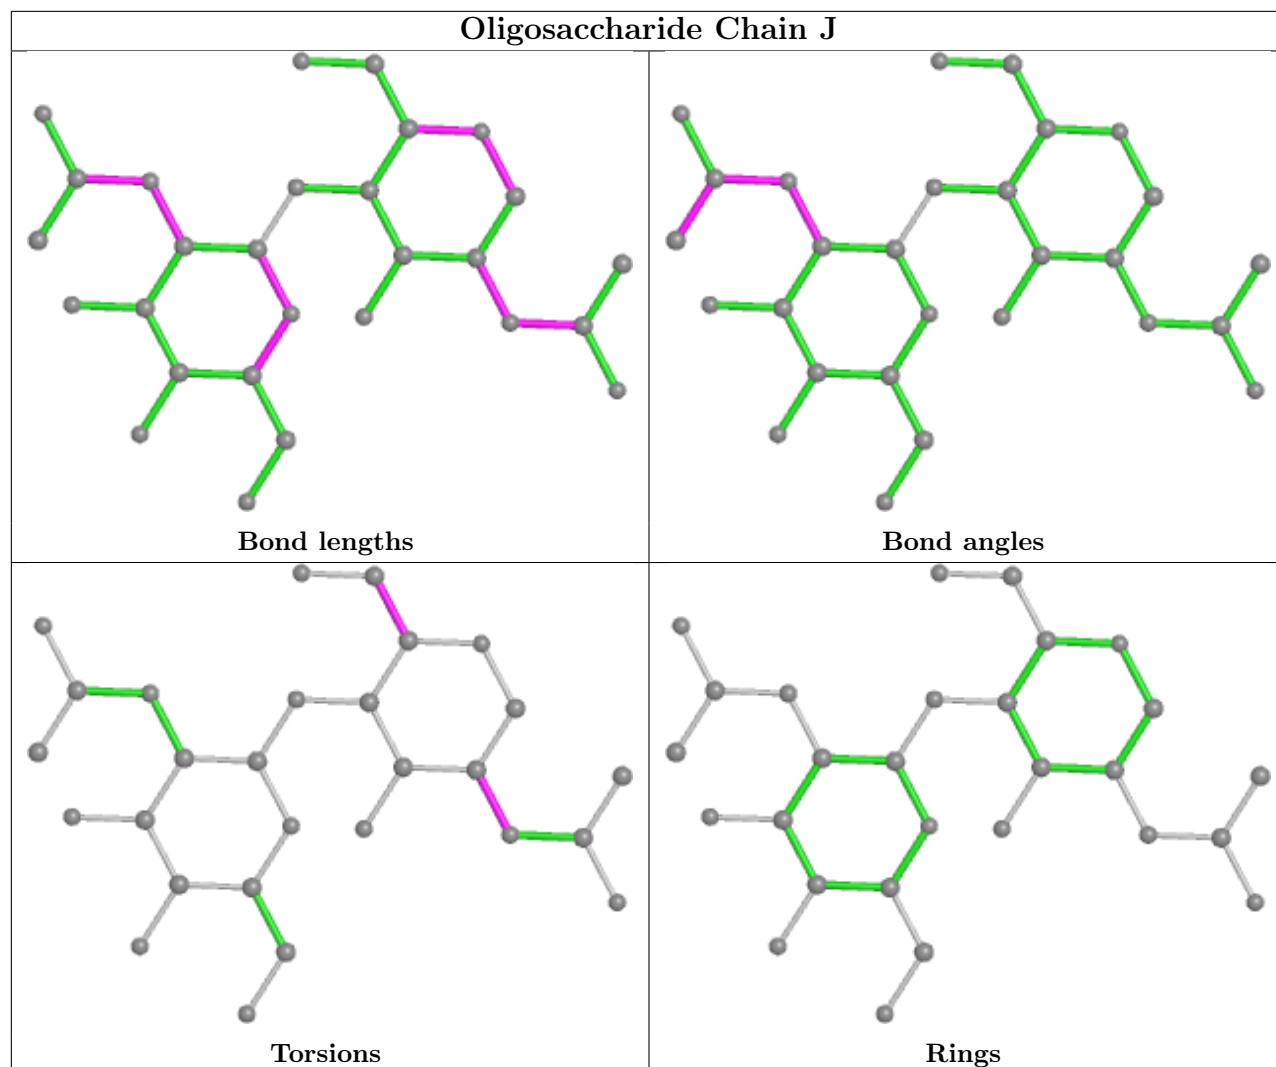 Oligosaccharide Chain J
Bond lengths
Bond angles
Torsions
Rings